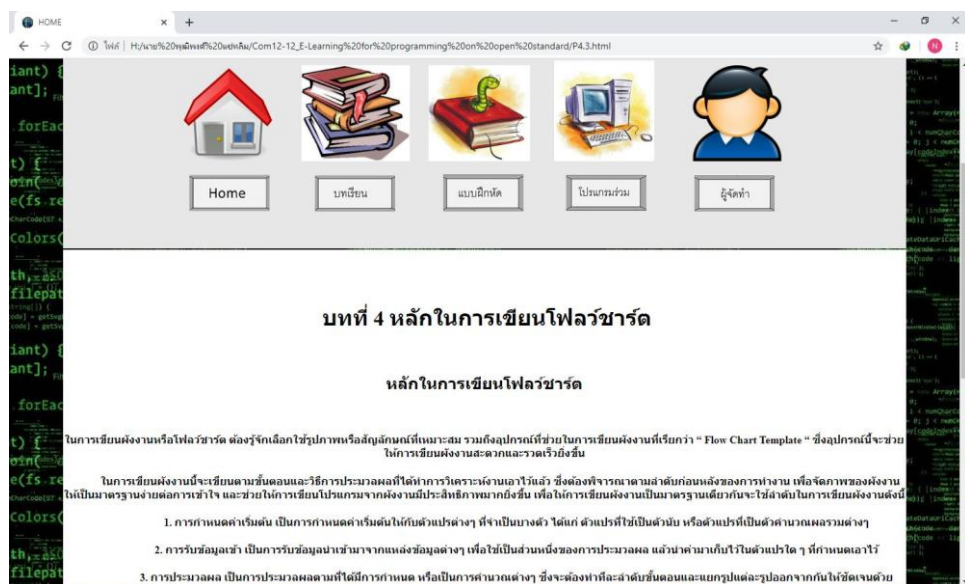 HOME
ไฟล์ | H:/นาย%20พุฒิพงศ์%20แซ่หลิม/Com12-12_E-Learning%20for%20programming%20on%20open%20standard/P4.3.html
N
Home
บทเรียน
แบบฝึกหัด
โปรแกรมร่วม
ผู้จัดทำ
บทที่ 4 หลักในการเขียนโฟลว์ชาร์ต
หลักในการเขียนโฟลว์ชาร์ต
ในการเขียนผังงานหรือโฟลว์ชาร์ต ต้องรู้จักเลือกใช้รูปภาพหรือสัญลักษณ์ที่เหมาะสม รวมถึงอุปกรณ์ที่ช่วยในการเขียนผังงานที่เรียกว่า “ Flow Chart Template “ ซึ่งอุปกรณ์นี้จะช่วย
ให้การเขียนผังงานสะดวกและรวดเร็วยิ่งขึ้น
ในการเขียนผังงานนี้จะเขียนตามขั้นตอนและวิธีการประมวลผลที่ได้ทำการวิเคราะห์งานเอาไว้แล้ว ซึ่งต้องพิจารณาตามลำดับก่อนหลังของการทำงาน เพื่อจัดภาพของผังงาน
ให้เป็นมาตรฐานง่ายต่อการเข้าใจ และช่วยให้การเขียนโปรแกรมจากผังงานมีประสิทธิภาพมากยิ่งขึ้น เพื่อให้การเขียนผังงานเป็นมาตรฐานเดียวกันจะใช้ลำดับในการเขียนผังงานดังนี้
1. การกำหนดค่าเริ่มต้น เป็นการกำหนดค่าเริ่มต้นให้กับตัวแปรต่างๆ ที่จำเป็นบางตัว ได้แก่ ตัวแปรที่ใช้เป็นตัวนับ หรือตัวแปรที่เป็นตัวคำนวณผลรวมต่างๆ
2. การรับข้อมูลเข้า เป็นการรับข้อมูลนำเข้ามาจากแหล่งข้อมูลต่างๆ เพื่อใช้เป็นส่วนหนึ่งของการประมวลผล แล้วนำค่ามาเก็บไว้ในตัวแปรใด ๆ ที่กำหนดเอาไว้
3. การประมวลผล เป็นการประมวลผลตามที่ได้มีการกำหนด หรือเป็นการคำนวณต่างๆ ซึ่งจะต้องทำทีละลำดับขั้นตอนและแยกรูปแต่ละรูปออกจากกันให้ชัดเจนด้วย